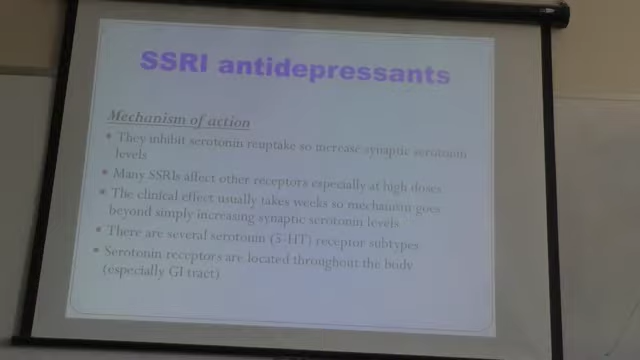 SSRI antidepressants
Mechanism of action
• They inhibit serotonin reuptake so increase synaptic serotonin
levels
• Many SSRIs affect other receptors especially at high doses
• The clinical effect usually takes weeks so mechanism goes
beyond simply increasing synaptic serotonin levels
• There are several serotonin (5-HT) receptor subtypes
• Serotonin receptors are located throughout the body
(especially GI tract)